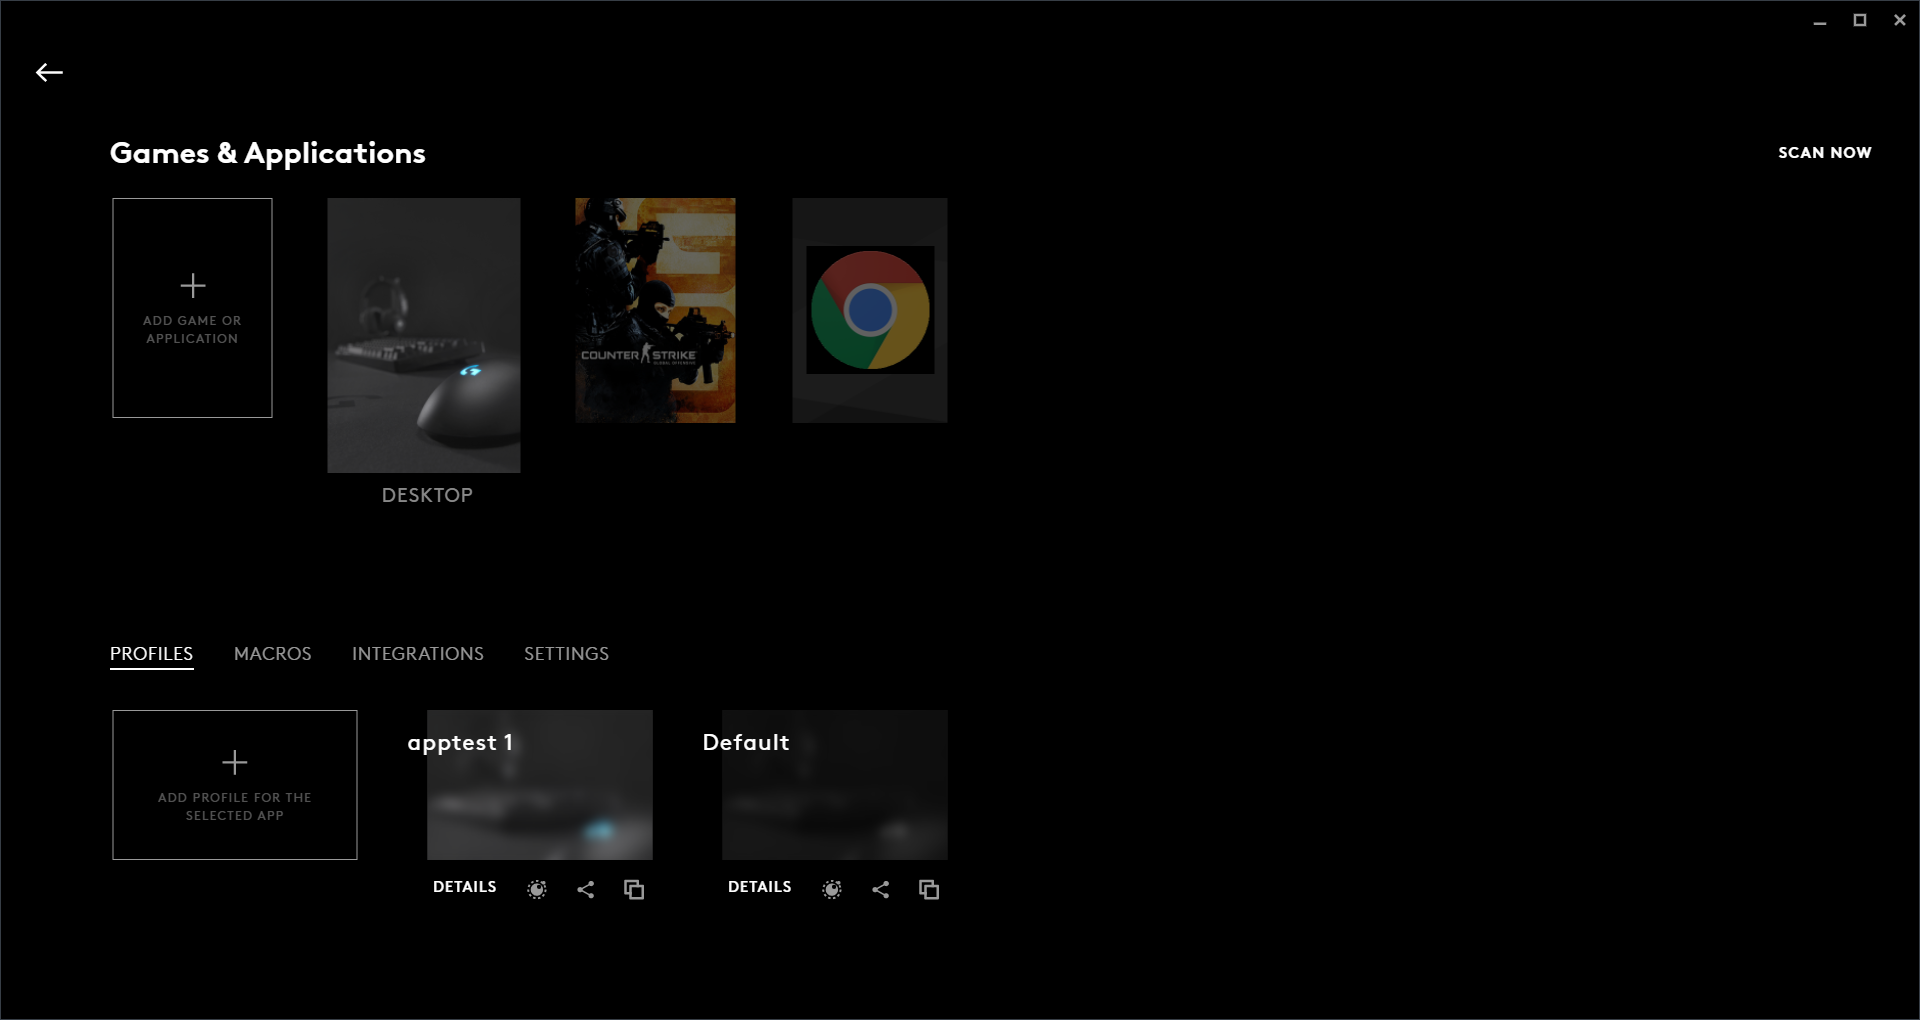 Games & Applications
SCAN NOW
ADD GAME OR
APPLICATION
COUNTER STRIKE
DESKTOP
PROFILES
MACROS
INTEGRATIONS
SETTINGS
ADD PROFILE FOR THE
SELECTED APP
apptest 1
Default
DETAILS
DETAILS